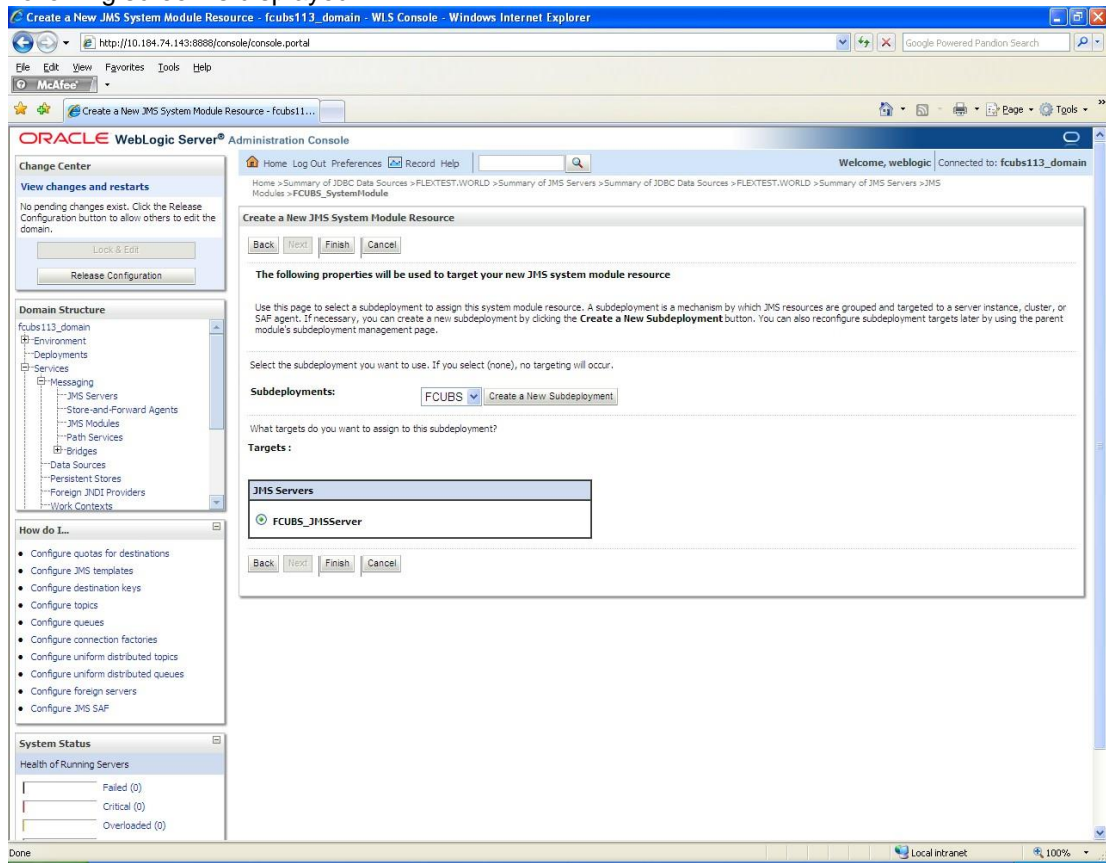 Create a New JMS System Module Resource - fcubs113_domain - WLS Console - Windows Internet Explorer
http://10.184.74.143:8888/console/console.portal
Google Powered Pandion Search
File Edit View Favorites Tools Help
McAfee
Create a New JMS System Module Resource - fcubs11...
Page Tools
ORACLE WebLogic Server® Administration Console
Change Center
View changes and restarts
No pending changes exist. Click the Release
Configuration button to allow others to edit the
domain.
Lock & Edit
Release Configuration
Domain Structure
fcubs113_domain
Environment
Deployments
Services
Messaging
JMS Servers
Store-and-Forward Agents
JMS Modules
Path Services
Bridges
Data Sources
Persistent Stores
Foreign JNDI Providers
Work Contexts
How do I...
Configure quotas for destinations
Configure JMS templates
Configure destination keys
Configure topics
Configure queues
Configure connection factories
Configure uniform distributed topics
Configure uniform distributed queues
Configure foreign servers
Configure JMS SAF
System Status
Health of Running Servers
Failed (0)
Critical (0)
Overloaded (0)
Home Log Out Preferences Record Help
Welcome, weblogic Connected to: fcubs113_domain
Home >Summary of JDBC Data Sources >FLEXTEST.WORLD >Summary of JMS Servers >Summary of JDBC Data Sources >FLEXTEST.WORLD >Summary of JMS Servers >JMS
Modules >FCUBS_SystemModule
Create a New JMS System Module Resource
Back Next Finish Cancel
The following properties will be used to target your new JMS system module resource
Use this page to select a subdeployment to assign this system module resource. A subdeployment is a mechanism by which JMS resources are grouped and targeted to a server instance, cluster, or
SAF agent. If necessary, you can create a new subdeployment by clicking the Create a New Subdeployment button. You can also reconfigure subdeployment targets later by using the parent
module's subdeployment management page.
Select the subdeployment you want to use. If you select (none), no targeting will occur.
Subdeployments: FCUBS Create a New Subdeployment
What targets do you want to assign to this subdeployment?
Targets :
JMS Servers
FCUBS_JMSServer
Back Next Finish Cancel
Done
Local intranet
100%